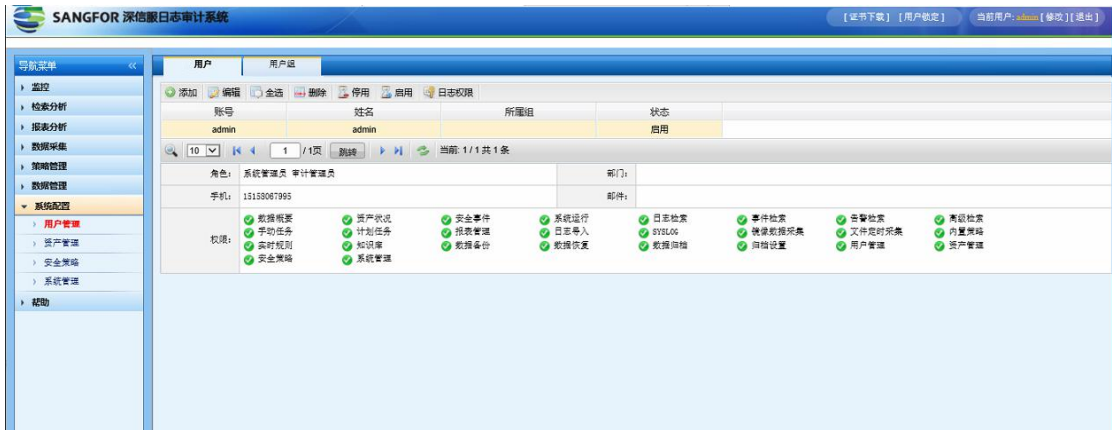 SANGFOR 深信服日志审计系统
[证书下载] [用户锁定] 当前用户:admin[修改][退出]
导航菜单 «
监控
检索分析
报表分析
数据采集
策略管理
数据管理
系统配置
用户管理
资产管理
安全策略
系统管理
帮助
用户 用户组
添加 编辑 全选 删除 停用 启用 日志权限
账号 姓名 所属组 状态
admin admin 启用
10 1 /1页 跳转 当前:1/1共1条
角色: 系统管理员 审计管理员 部门:
手机: 15158067995 邮件:
权限:
数据概要 资产状况 安全事件 系统运行 日志检索 事件检索 告警检索 高级检索
手动任务 计划任务 报表管理 日志导入 SYSLOG 镜像数据采集 文件定时采集 内置策略
实时规则 知识库 数据备份 数据恢复 数据归档 归档设置 用户管理 资产管理
安全策略 系统管理